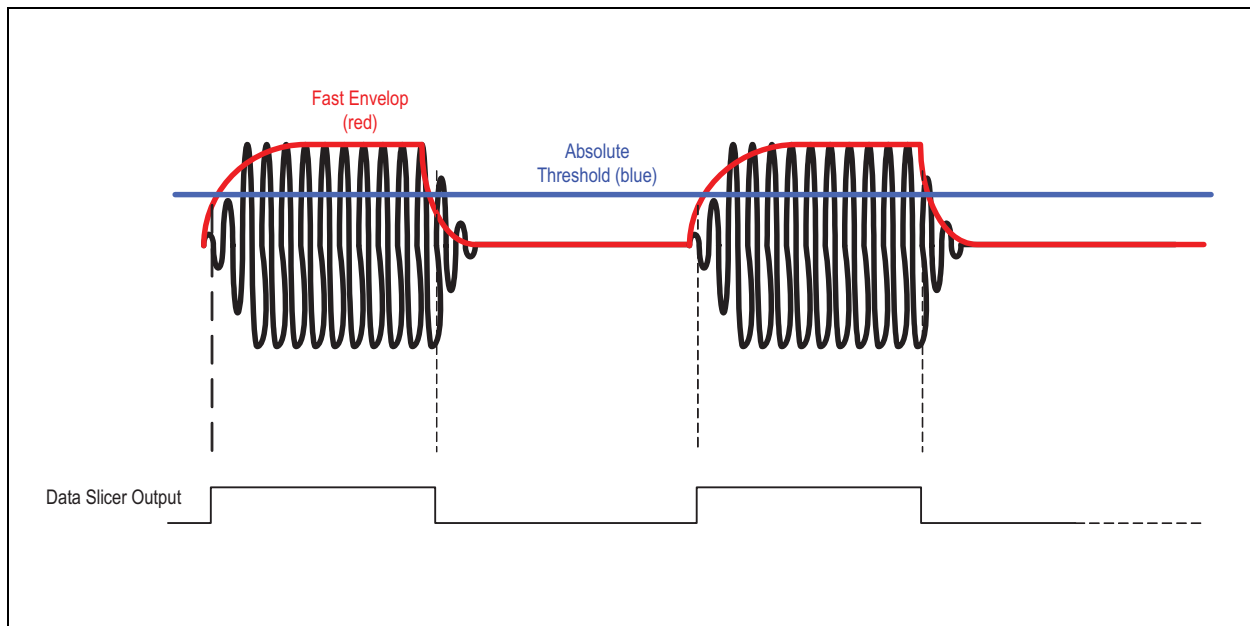 Fast Envelop
(red)
Absolute
Threshold (blue)
Data Slicer Output